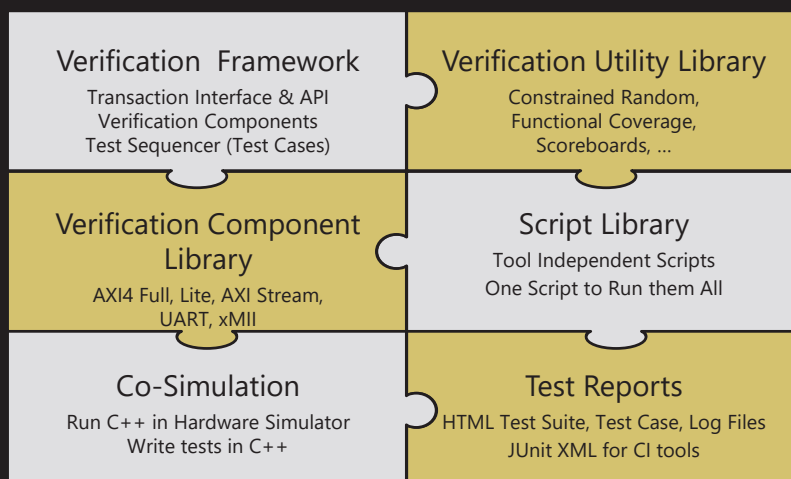 Verification Framework
Transaction Interface & API
Verification Components
Test Sequencer (Test Cases)
Verification Utility Library
Constrained Random,
Functional Coverage,
Scoreboards, ...
Verification Component
Library
AXI4 Full, Lite, AXI Stream,
UART, xMII
Script Library
Tool Independent Scripts
One Script to Run them All
Co-Simulation
Run C++ in Hardware Simulator
Write tests in C++
Test Reports
HTML Test Suite, Test Case, Log Files
JUnit XML for CI tools